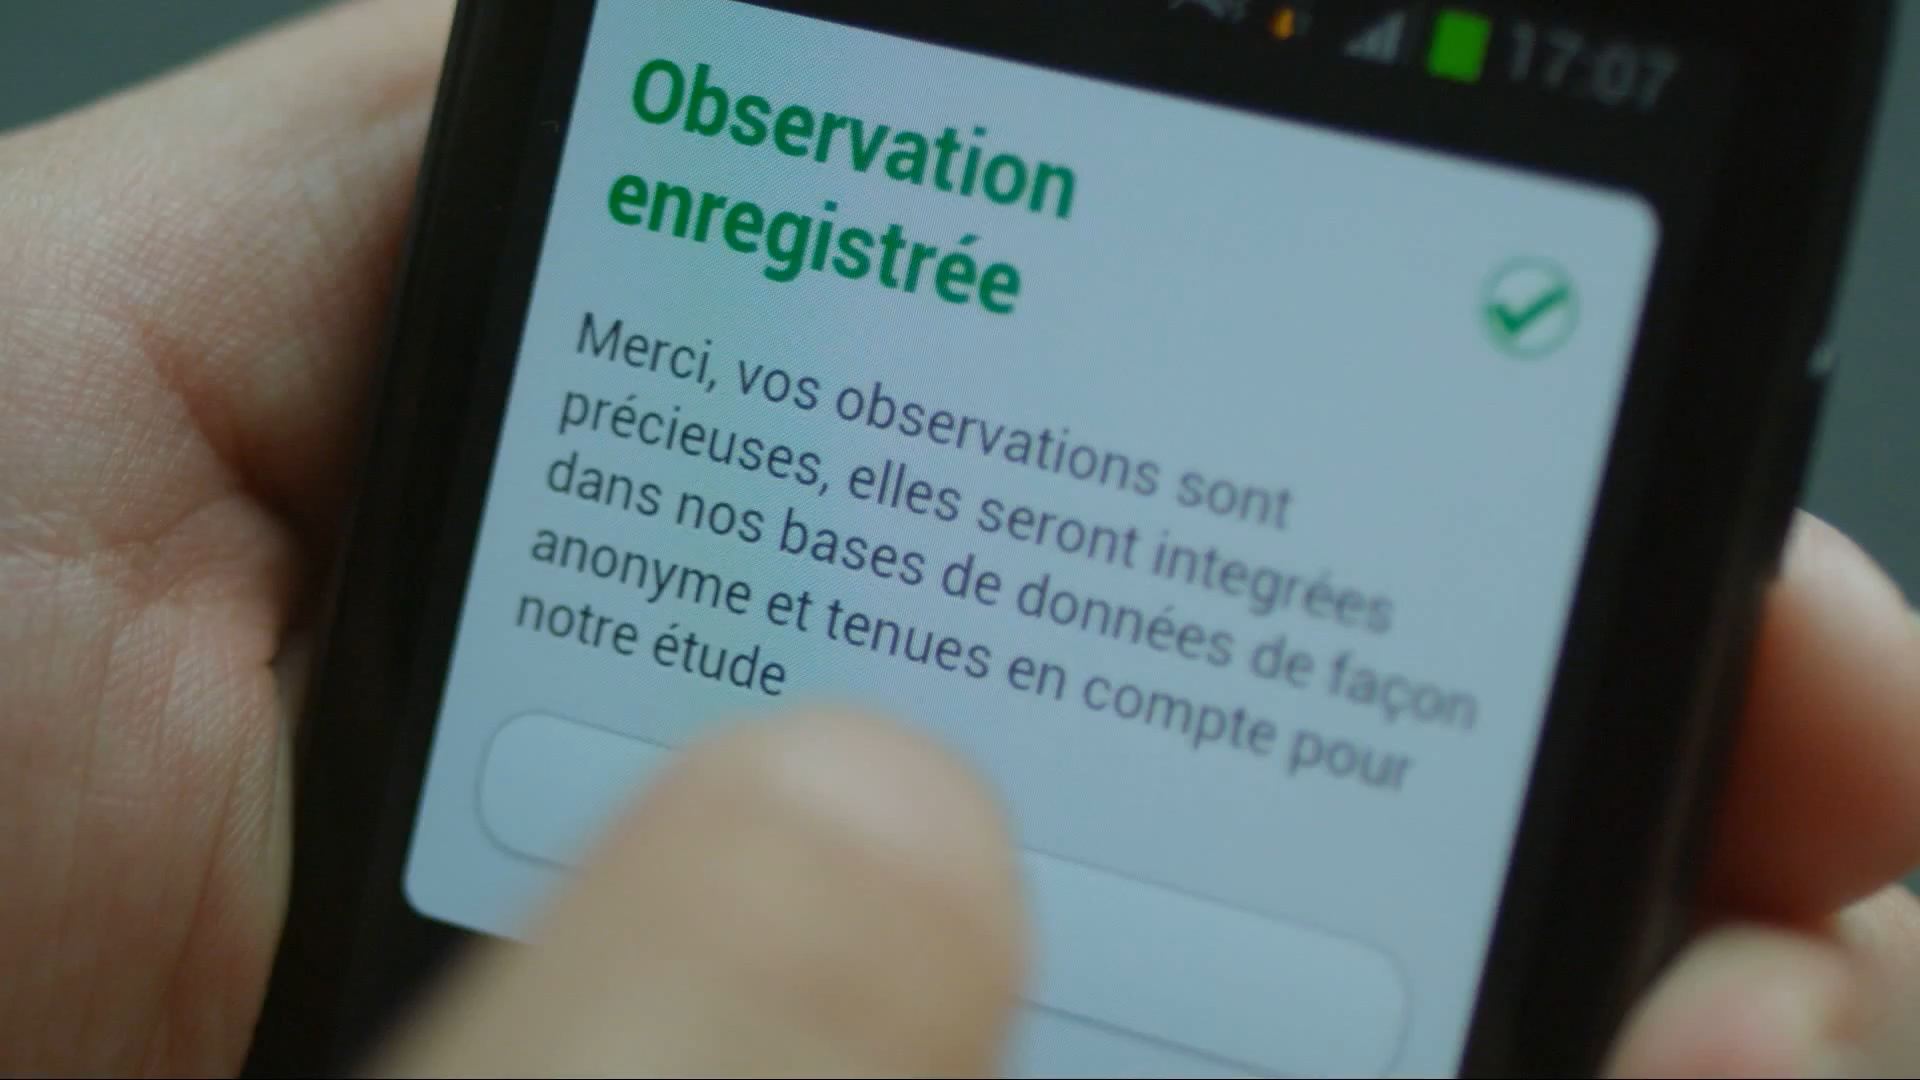 17:07
Observation
enregistrée
Merci, vos observations sont
précieuses, elles seront integrées
dans nos bases de données de façon
anonyme et tenues en compte pour
notre étude